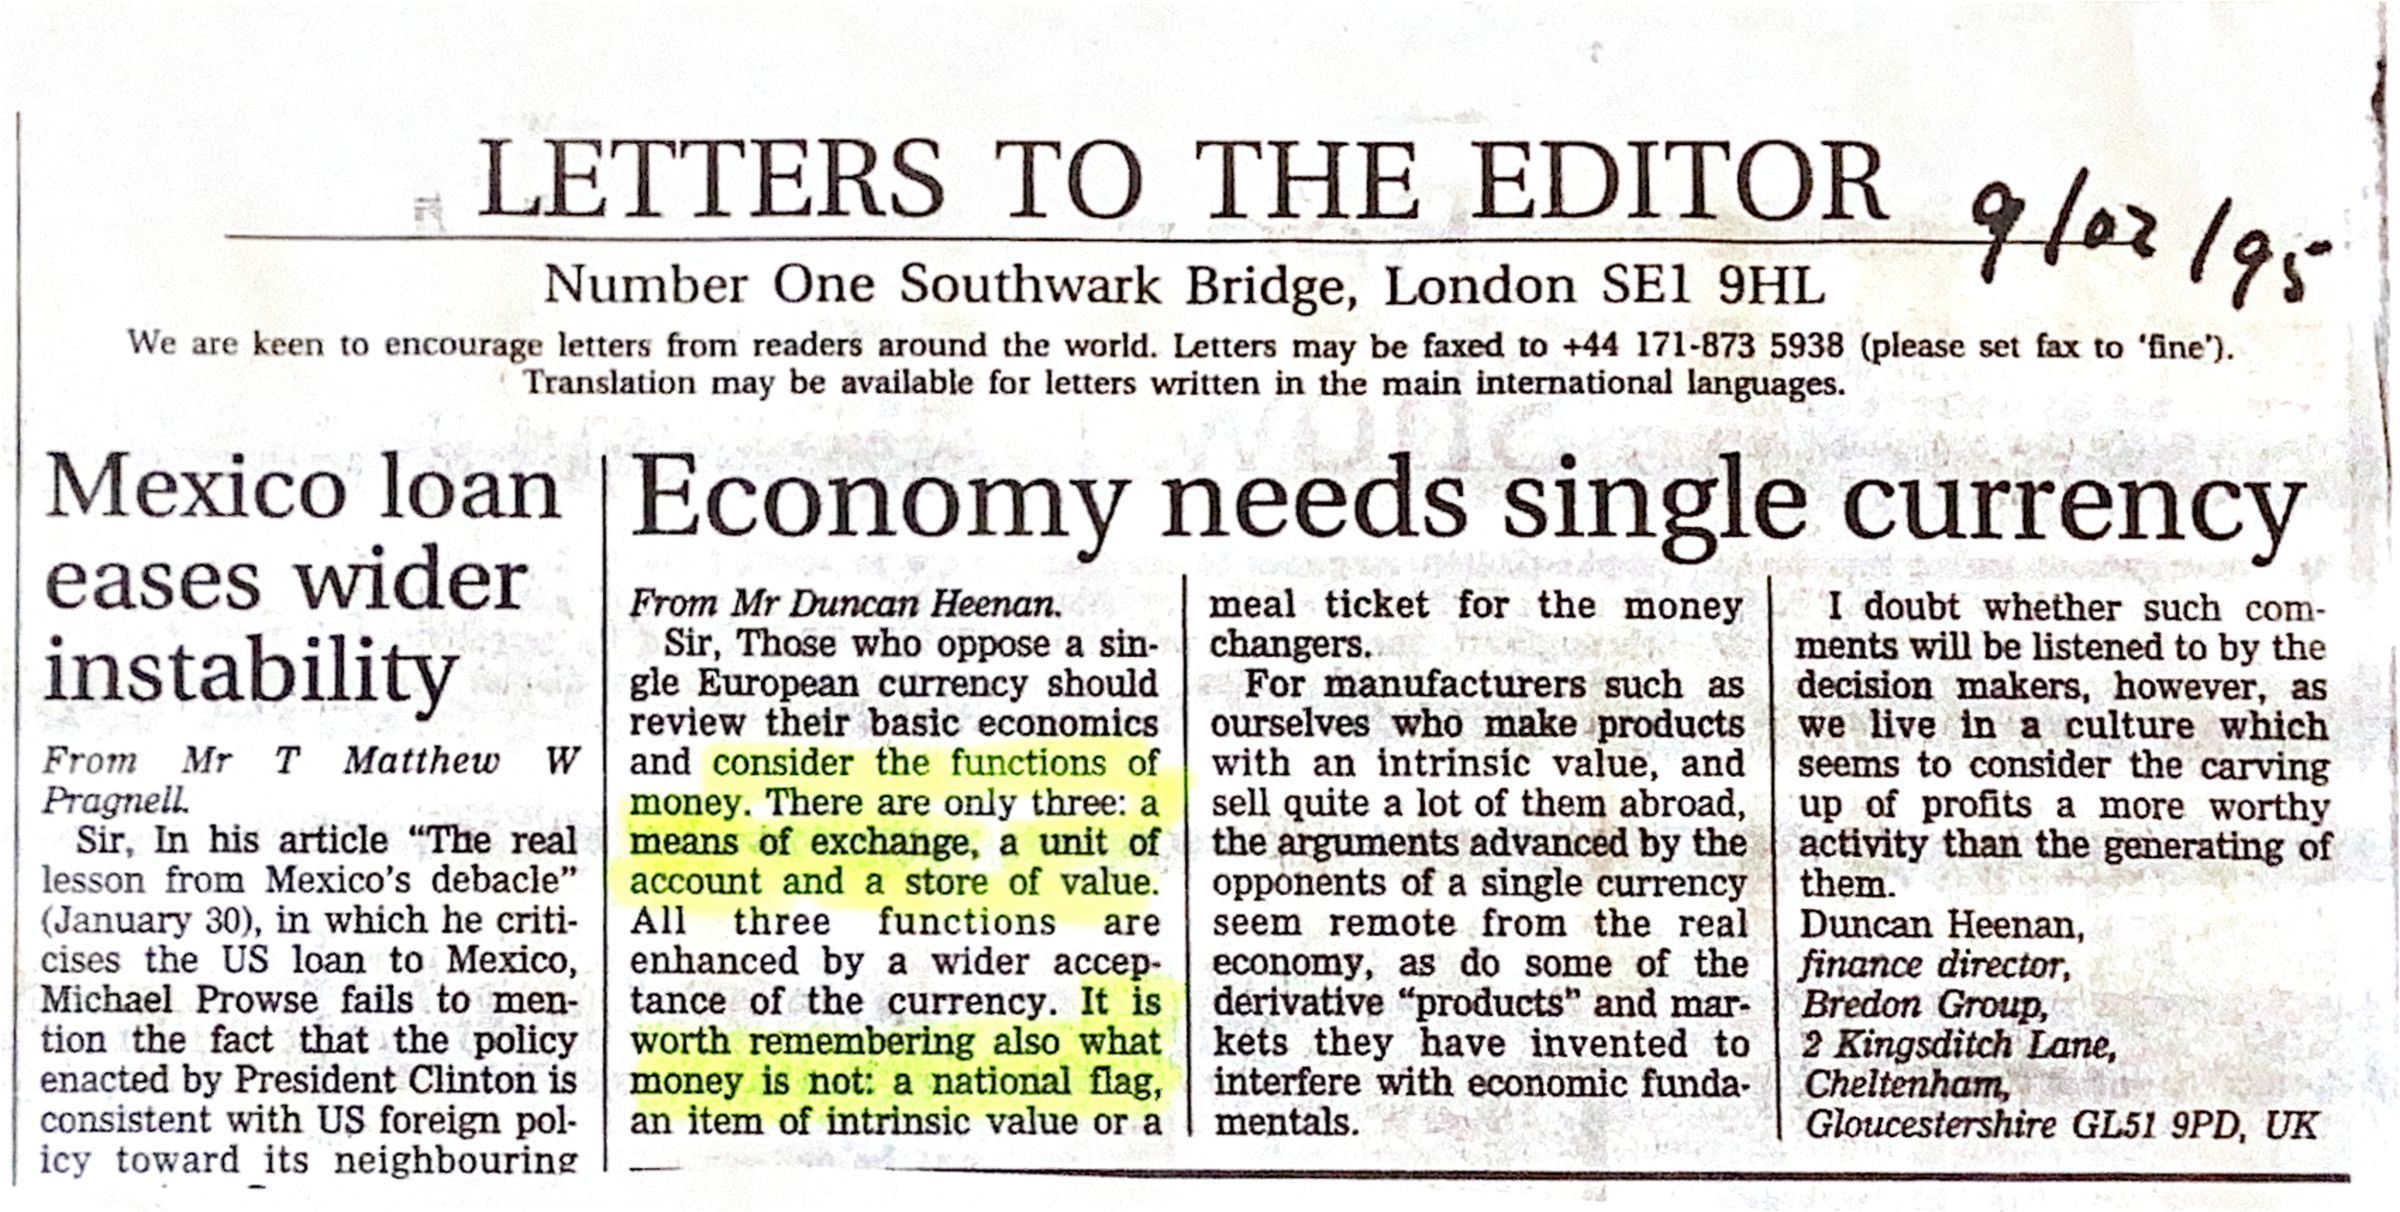 LETTERS TO THE EDITOR
9/02/95
Number One Southwark Bridge, London SE1 9HL
We are keen to encourage letters from readers around the world. Letters may be faxed to +44 171-873 5938 (please set fax to 'fine').
Translation may be available for letters written in the main international languages.
Mexico loan
eases wider
instability
From Mr T Matthew W
Pragnell.
Sir, In his article “The real
lesson from Mexico's debacle”
(January 30), in which he criti-
cises the US loan to Mexico,
Michael Prowse fails to men-
tion the fact that the policy
enacted by President Clinton is
consistent with US foreign pol-
icy toward its neighbouring
Economy needs single currency
From Mr Duncan Heenan.
Sir, Those who oppose a sin-
gle European currency should
review their basic economics
and consider the functions of
money. There are only three: a
means of exchange, a unit of
account and a store of value.
All three functions are
enhanced by a wider accep-
tance of the currency. It is
worth remembering also what
money is not: a national flag,
an item of intrinsic value or a
meal ticket for the money
changers.
For manufacturers such as
ourselves who make products
with an intrinsic value, and
sell quite a lot of them abroad,
the arguments advanced by the
opponents of a single currency
seem remote from the real
economy, as do some of the
derivative “products” and mar-
kets they have invented to
interfere with economic funda-
mentals.
I doubt whether such com-
ments will be listened to by the
decision makers, however, as
we live in a culture which
seems to consider the carving
up of profits a more worthy
activity than the generating of
them.
Duncan Heenan,
finance director,
Bredon Group,
2 Kingsditch Lane,
Cheltenham,
Gloucestershire GL51 9PD, UK